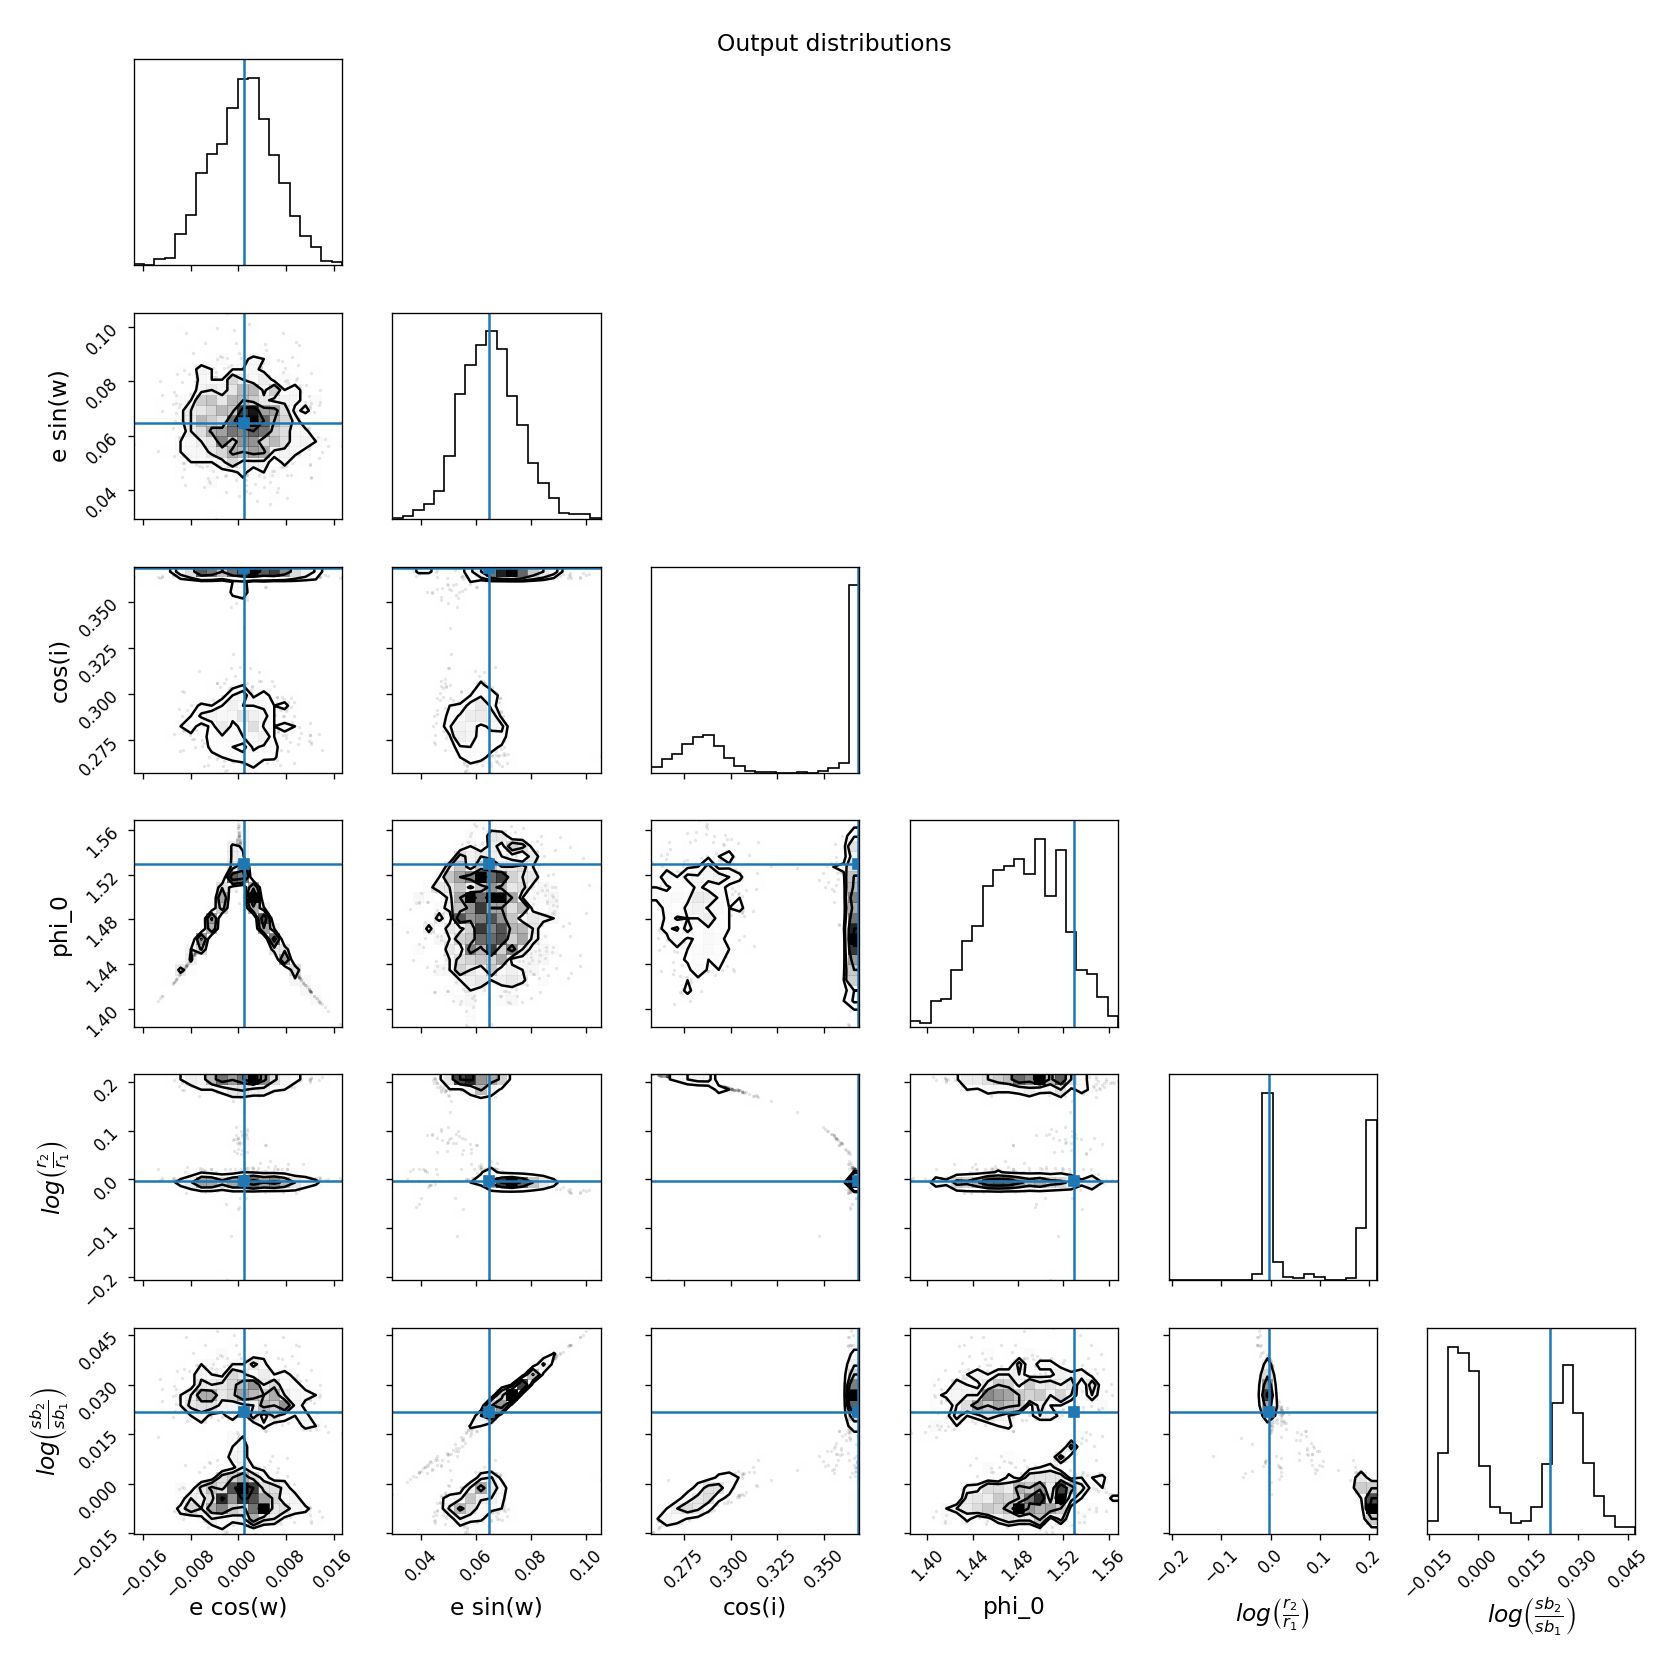 Output distributions
e sin(w)
0.10
0.08
0.06
0.04
cos(i)
0.350
0.325
0.300
0.275
phi_0
1.56
1.52
1.48
1.44
1.40
log(r2/r1)
0.2
0.1
0.0
−0.1
−0.2
log(sb2/sb1)
0.045
0.030
0.015
0.000
−0.015
−0.016 −0.008 0.000 0.008 0.016
0.04 0.06 0.08 0.10
0.275 0.300 0.325 0.350
1.40 1.44 1.48 1.52 1.56
−0.2 −0.1 0.0 0.1 0.2
−0.015 0.000 0.015 0.030 0.045
e cos(w) e sin(w) cos(i) phi_0 log(r2/r1) log(sb2/sb1)